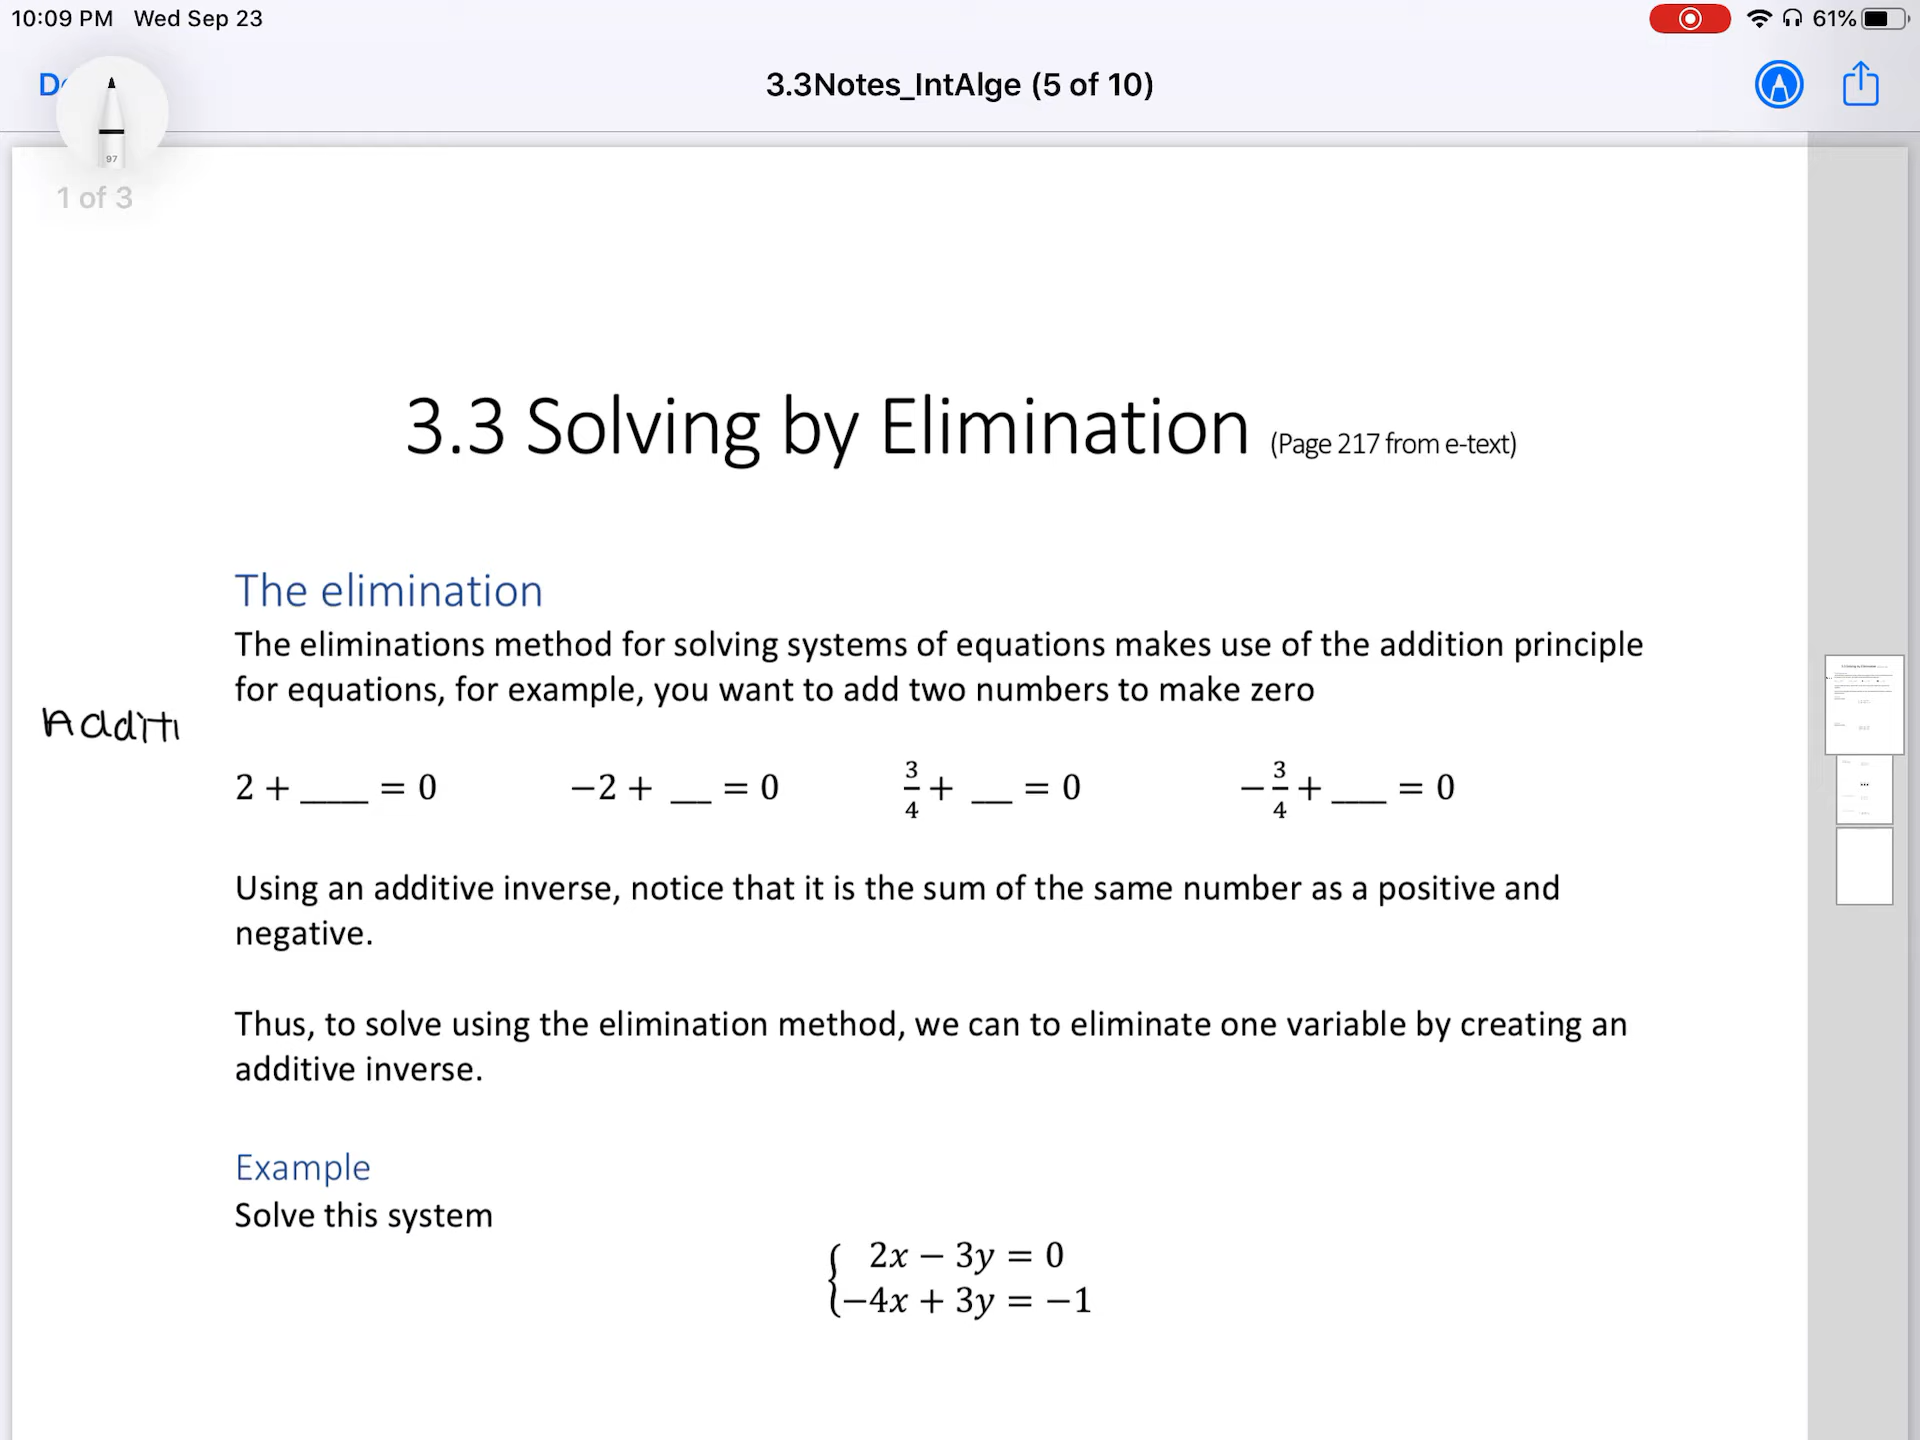 10:09 PM Wed Sep 23
61%
3.3Notes_IntAlge (5 of 10)
97
1 of 3
3.3 Solving by Elimination (Page 217 from e-text)
The elimination
The eliminations method for solving systems of equations makes use of the addition principle
for equations, for example, you want to add two numbers to make zero
Additi
2 + ____ = 0 −2 + __ = 0 3/4 + __ = 0 −3/4 + ___ = 0
Using an additive inverse, notice that it is the sum of the same number as a positive and
negative.
Thus, to solve using the elimination method, we can to eliminate one variable by creating an
additive inverse.
Example
Solve this system
{ 2x − 3y = 0
−4x + 3y = −1